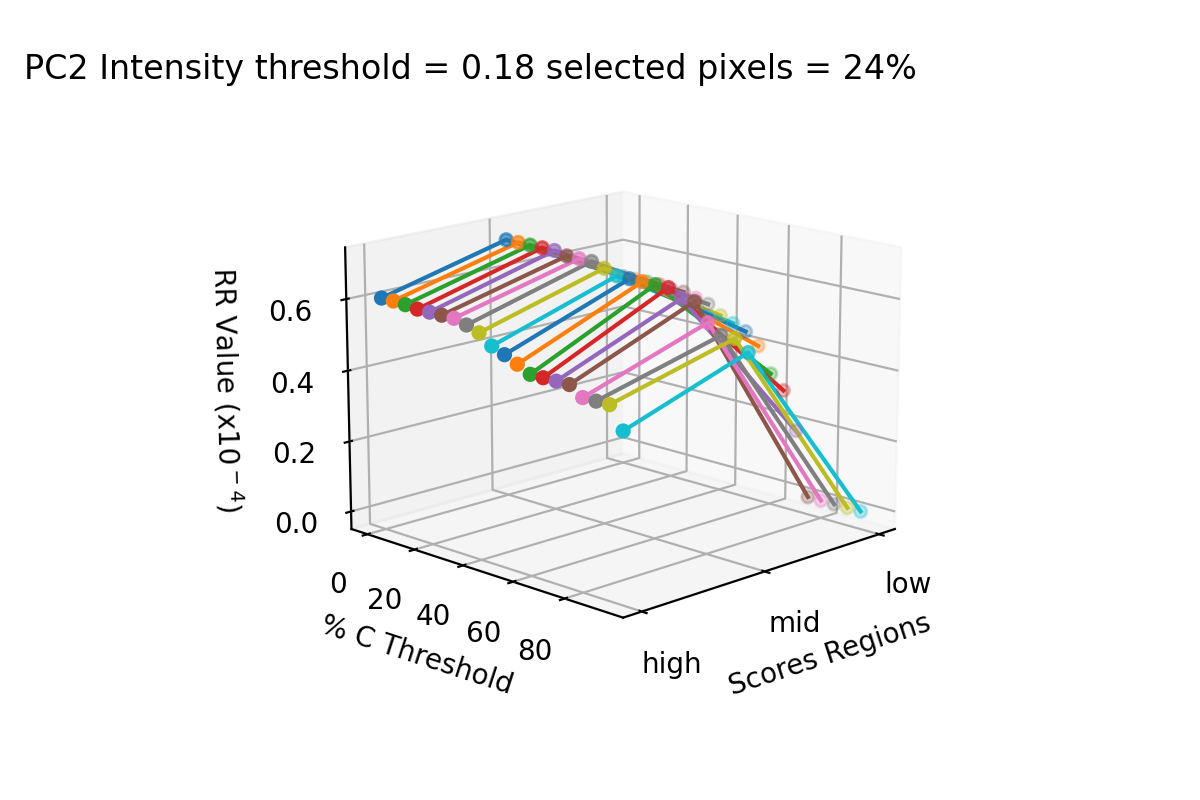 PC2 Intensity threshold = 0.18 selected pixels = 24%
RR Value (x10⁻⁴)
0.6
0.4
0.2
0.0
0
20
40
60
80
% C Threshold
high
mid
low
Scores Regions